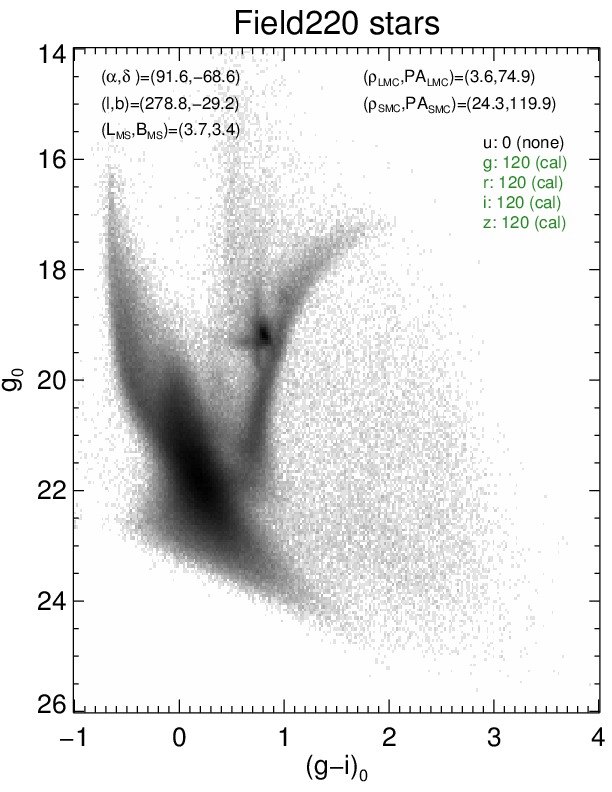 Field220 stars
(α,δ )=(91.6,−68.6)
(l,b)=(278.8,−29.2)
(L_MS,B_MS)=(3.7,3.4)
(ρ_LMC,PA_LMC)=(3.6,74.9)
(ρ_SMC,PA_SMC)=(24.3,119.9)
u: 0 (none)
g: 120 (cal)
r: 120 (cal)
i: 120 (cal)
z: 120 (cal)
14
16
18
20
22
24
26
g_0
−1 0 1 2 3 4
(g−i)_0